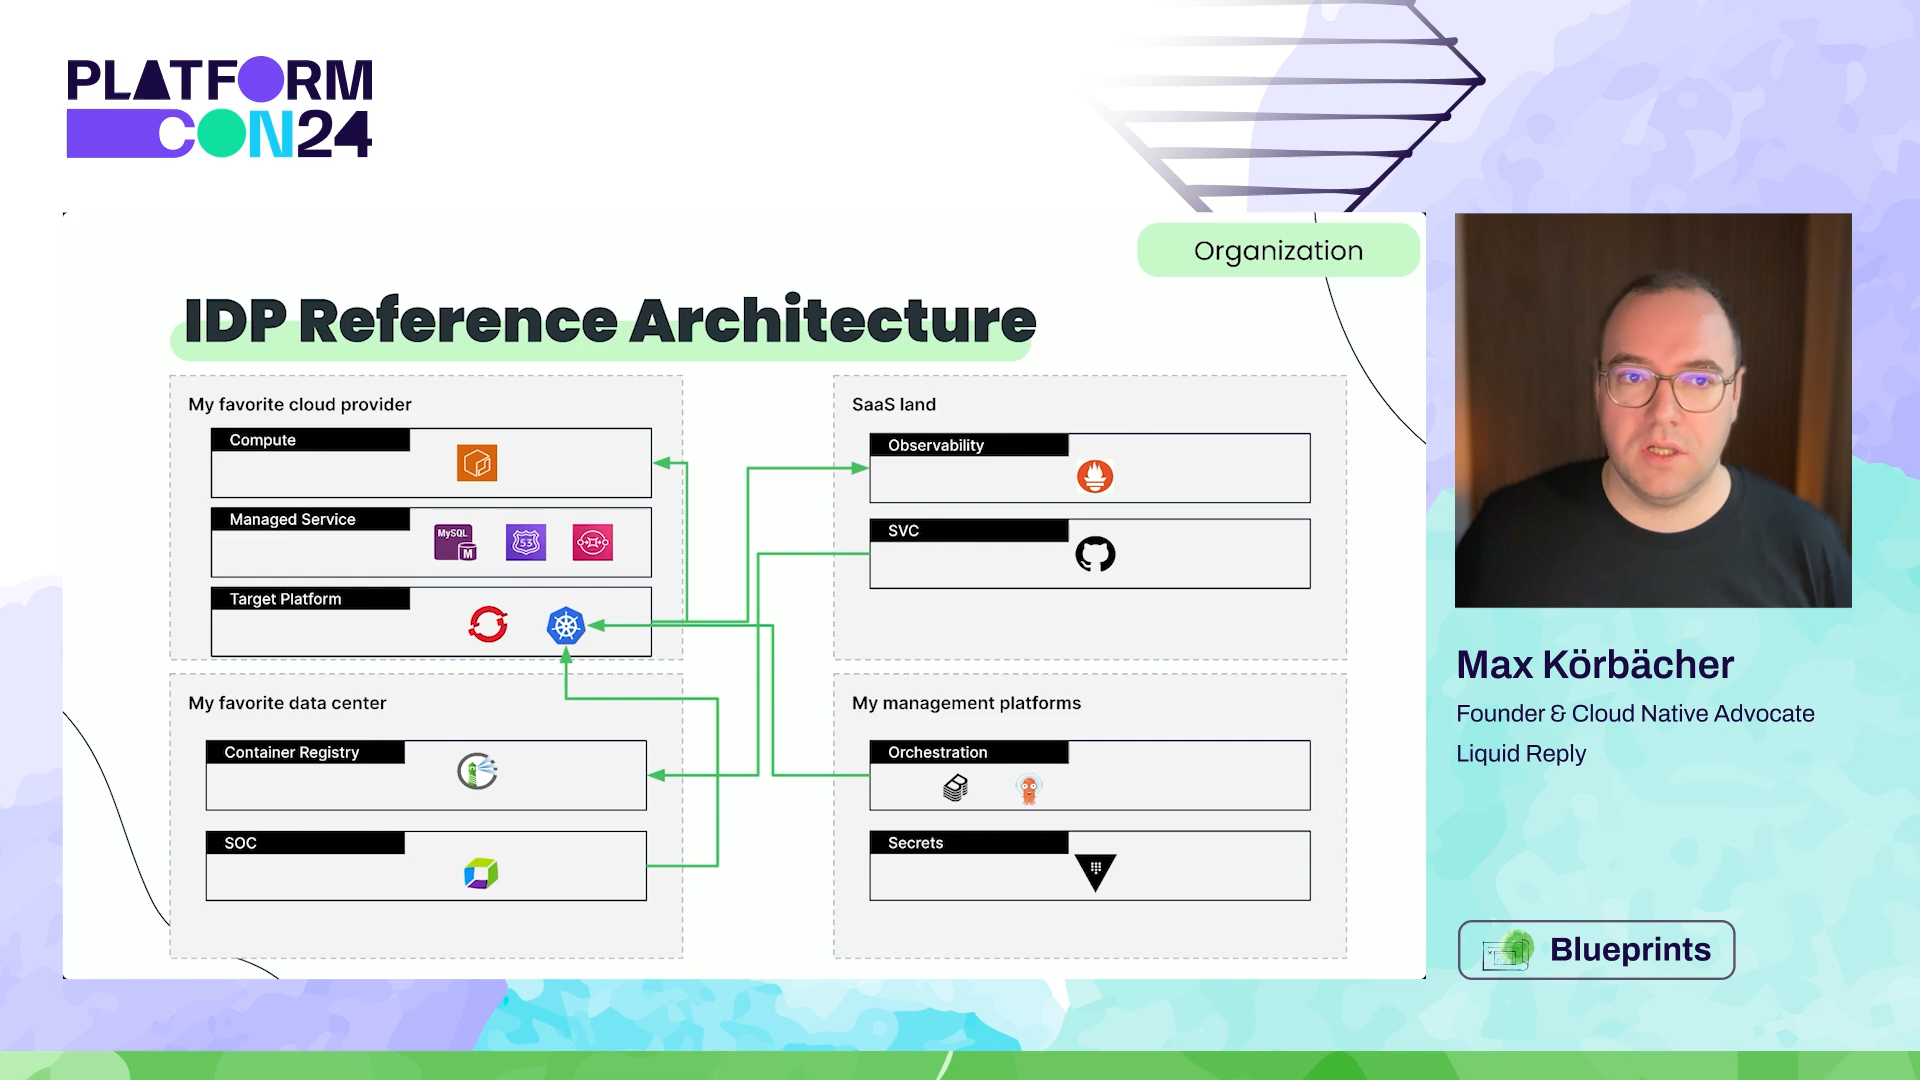 PLATFORM
CON24
Organization
IDP Reference Architecture
My favorite cloud provider
Compute
Managed Service
MySQL
M
53
Target Platform
SaaS land
Observability
SVC
My favorite data center
Container Registry
SOC
My management platforms
Orchestration
Secrets
Max Körbächer
Founder & Cloud Native Advocate
Liquid Reply
Blueprints